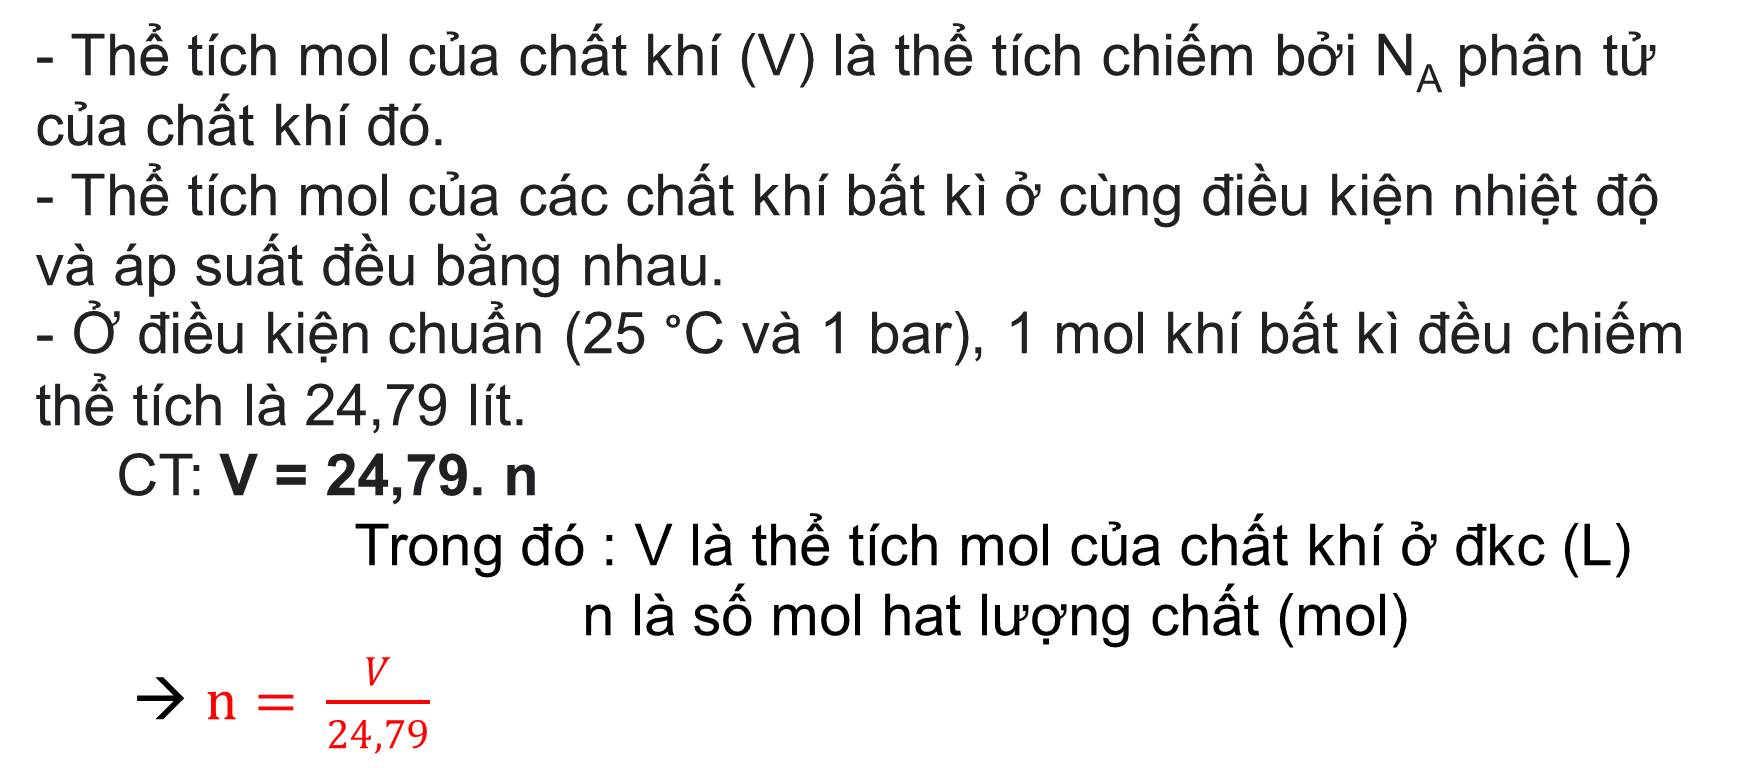 - Thể tích mol của chất khí (V) là thể tích chiếm bởi N_A phân tử
của chất khí đó.
- Thể tích mol của các chất khí bất kì ở cùng điều kiện nhiệt độ
và áp suất đều bằng nhau.
- Ở điều kiện chuẩn (25 °C và 1 bar), 1 mol khí bất kì đều chiếm
thể tích là 24,79 lít.
CT: V = 24,79. n
Trong đó : V là thể tích mol của chất khí ở đkc (L)
n là số mol hat lượng chất (mol)
→ n = V/24,79